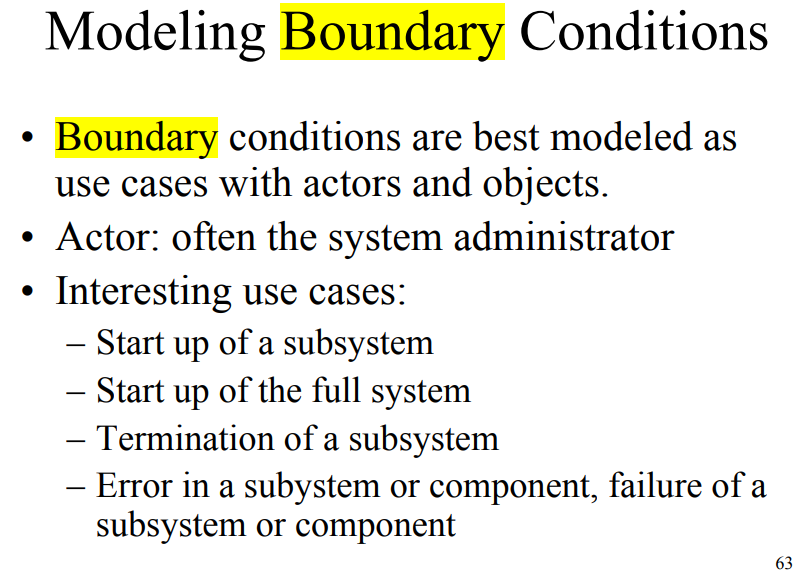 Modeling Boundary Conditions
• Boundary conditions are best modeled as
use cases with actors and objects.
• Actor: often the system administrator
• Interesting use cases:
– Start up of a subsystem
– Start up of the full system
– Termination of a subsystem
– Error in a subystem or component, failure of a
subsystem or component
63